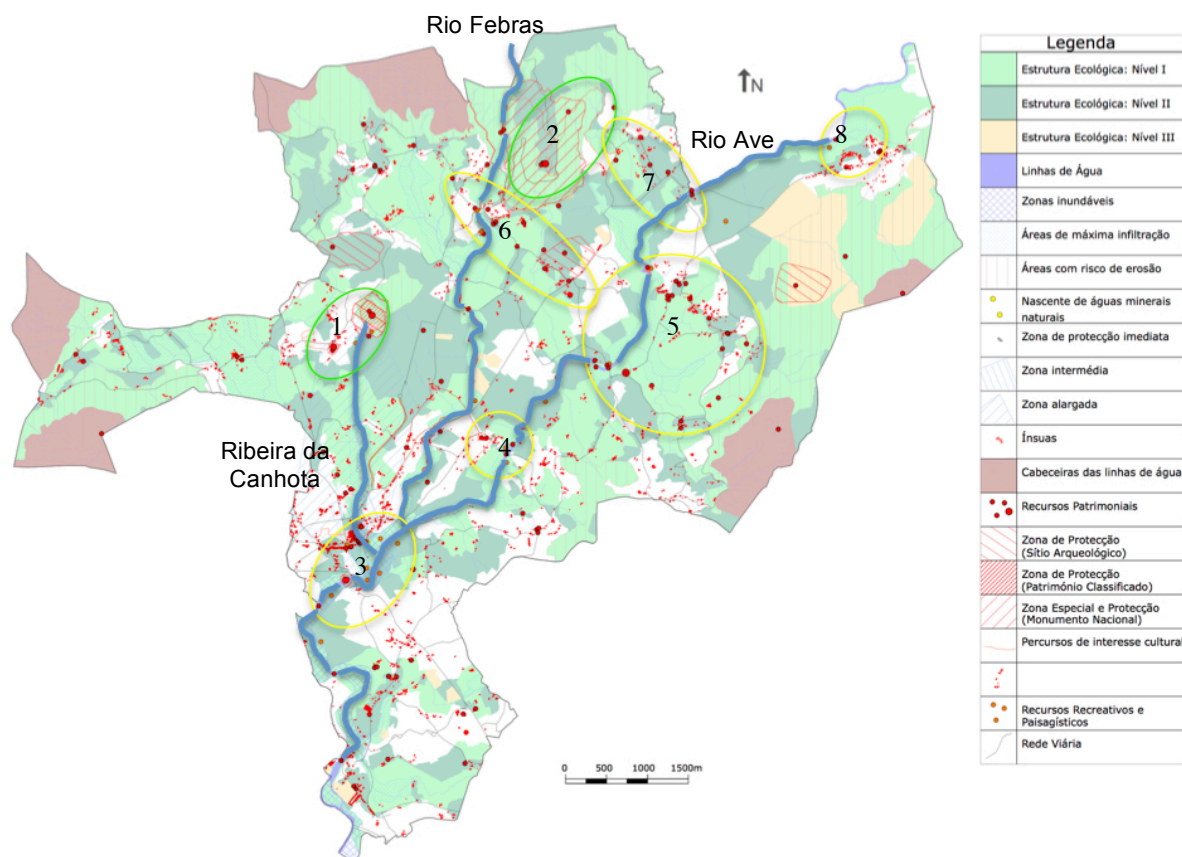 Rio Febras
N
Rio Ave
8
2
7
6
1
5
Ribeira da
Canhota
4
3
0 500 1000 1500m
Legenda
Estrutura Ecológica: Nível I
Estrutura Ecológica: Nível II
Estrutura Ecológica: Nível III
Linhas de Água
Zonas inundáveis
Áreas de máxima infiltração
Áreas com risco de erosão
Nascente de águas minerais
naturais
Zona de protecção imediata
Zona intermédia
Zona alargada
Ínsuas
Cabeceiras das linhas de água
Recursos Patrimoniais
Zona de Protecção
(Sítio Arqueológico)
Zona de Protecção
(Património Classificado)
Zona Especial e Protecção
(Monumento Nacional)
Percursos de interesse cultural
Recursos Recreativos e
Paisagísticos
Rede Viária